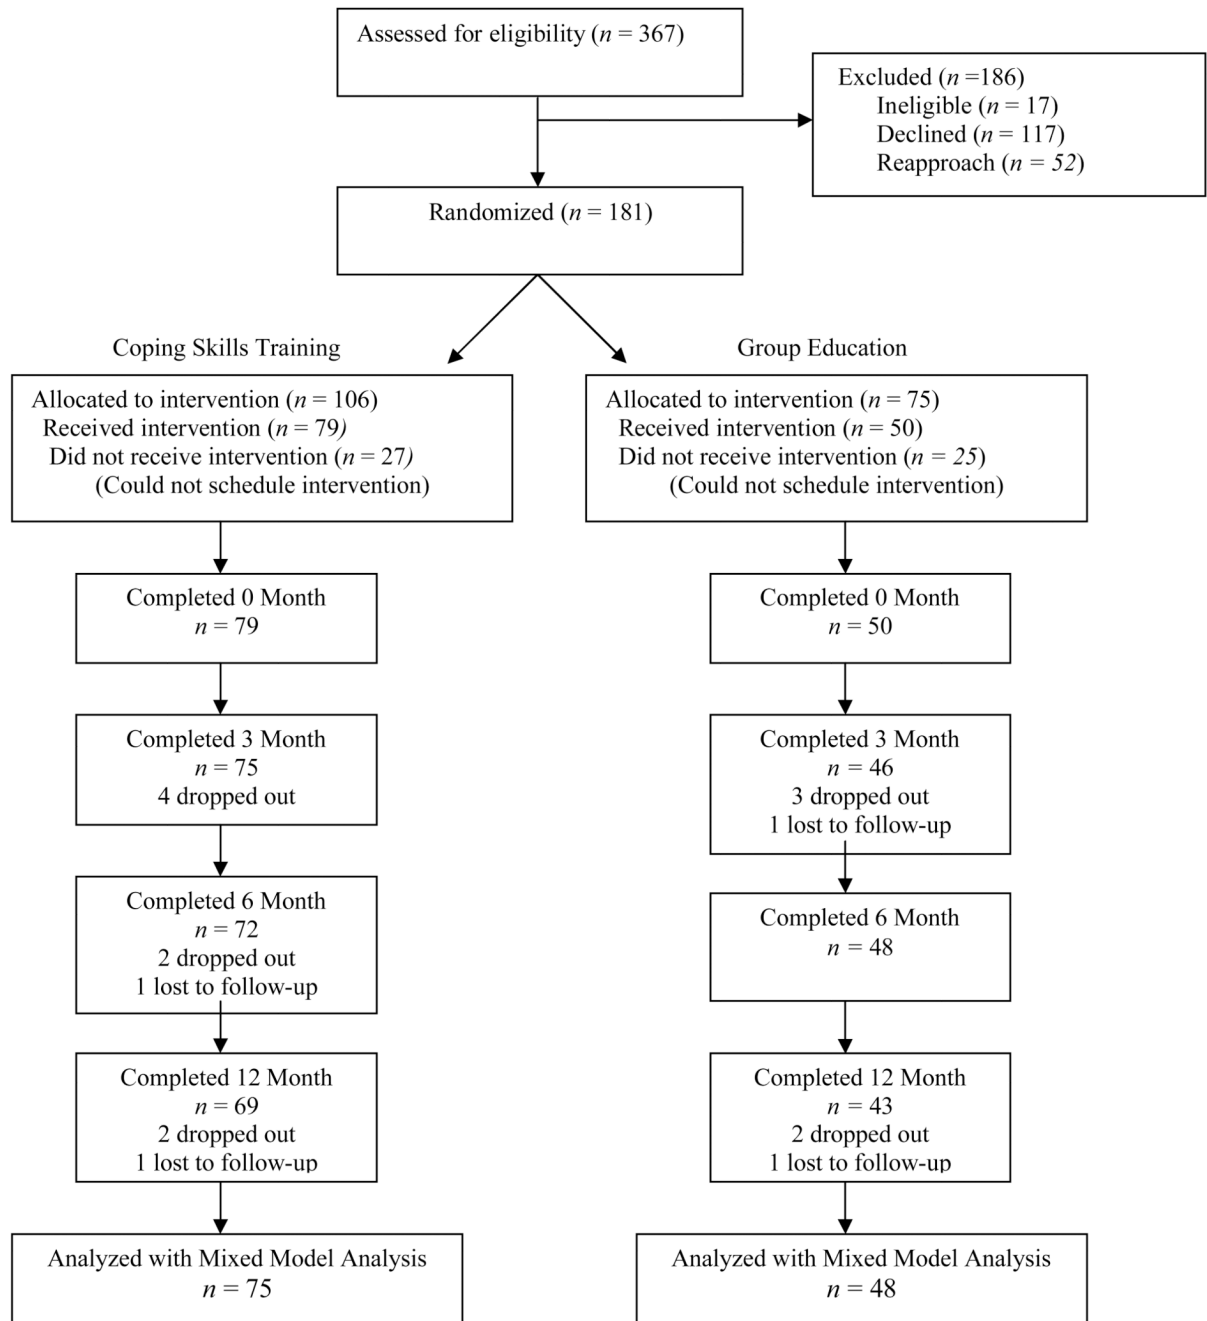 Assessed for eligibility (n = 367)
Excluded (n =186)
Ineligible (n = 17)
Declined (n = 117)
Reapproach (n = 52)
Randomized (n = 181)
Coping Skills Training
Allocated to intervention (n = 106)
Received intervention (n = 79)
Did not receive intervention (n = 27)
(Could not schedule intervention)
Completed 0 Month
n = 79
Completed 3 Month
n = 75
4 dropped out
Completed 6 Month
n = 72
2 dropped out
1 lost to follow-up
Completed 12 Month
n = 69
2 dropped out
1 lost to follow-up
Analyzed with Mixed Model Analysis
n = 75
Group Education
Allocated to intervention (n = 75)
Received intervention (n = 50)
Did not receive intervention (n = 25)
(Could not schedule intervention)
Completed 0 Month
n = 50
Completed 3 Month
n = 46
3 dropped out
1 lost to follow-up
Completed 6 Month
n = 48
Completed 12 Month
n = 43
2 dropped out
1 lost to follow-up
Analyzed with Mixed Model Analysis
n = 48